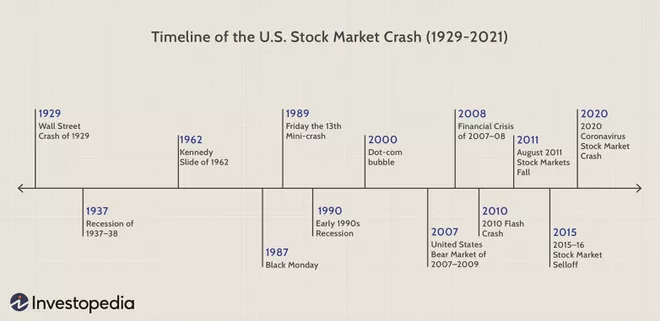 Timeline of the U.S. Stock Market Crash (1929-2021)
1929
Wall Street
Crash of 1929
1937
Recession of
1937–38
1962
Kennedy
Slide of 1962
1987
Black Monday
1989
Friday the 13th
Mini-crash
1990
Early 1990s
Recession
2000
Dot-com
bubble
2007
United States
Bear Market of
2007–2009
2008
Financial Crisis
of 2007–08
2010
2010 Flash
Crash
2011
August 2011
Stock Markets
Fall
2015
2015–16
Stock Market
Selloff
2020
2020
Coronavirus
Stock Market
Crash
Investopedia